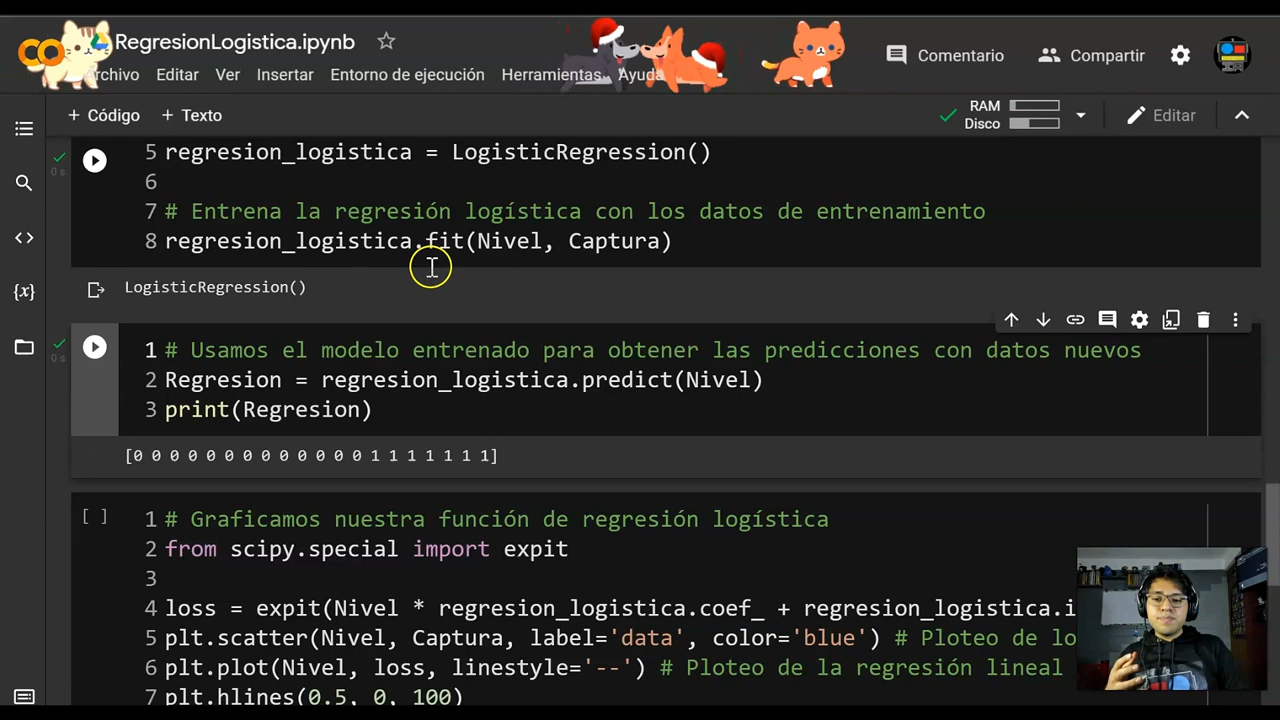 RegresionLogistica.ipynb
Archivo Editar Ver Insertar Entorno de ejecución Herramientas Ayuda
Comentario Compartir
+ Código + Texto
RAM
Disco
Editar
5 regresion_logistica = LogisticRegression()
6
7 # Entrena la regresión logística con los datos de entrenamiento
8 regresion_logistica.fit(Nivel, Captura)
0 s
LogisticRegression()
1 # Usamos el modelo entrenado para obtener las predicciones con datos nuevos
2 Regresion = regresion_logistica.predict(Nivel)
3 print(Regresion)
0 s
[0 0 0 0 0 0 0 0 0 0 0 0 0 1 1 1 1 1 1 1]
[ ]
1 # Graficamos nuestra función de regresión logística
2 from scipy.special import expit
3
4 loss = expit(Nivel * regresion_logistica.coef_ + regresion_logistica.i
5 plt.scatter(Nivel, Captura, label='data', color='blue') # Ploteo de lo
6 plt.plot(Nivel, loss, linestyle='--') # Ploteo de la regresión lineal
7 plt.hlines(0.5, 0, 100)